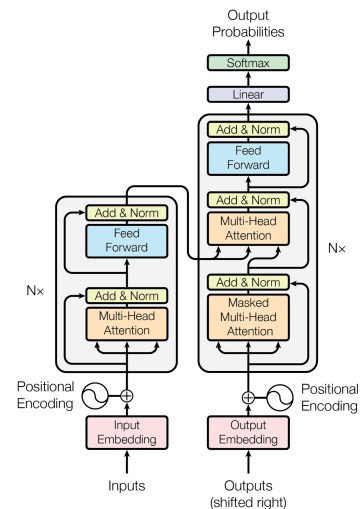 Output
Probabilities
Softmax
Linear
Add & Norm
Feed
Forward
Add & Norm
Multi-Head
Attention
Add & Norm
Masked
Multi-Head
Attention
N×
Add & Norm
Feed
Forward
N×
Add & Norm
Multi-Head
Attention
Positional
Encoding
Positional
Encoding
Input
Embedding
Output
Embedding
Inputs
Outputs
(shifted right)